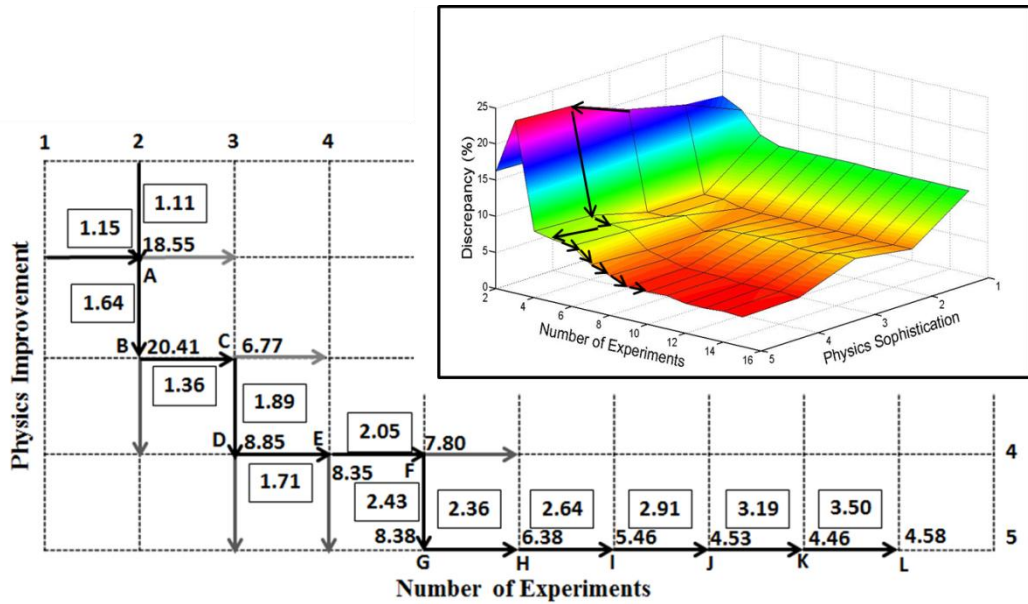 1 2 3 4
1.11
1.15
18.55
A
1.64
B 20.41 C 6.77
1.36
1.89
2.05
D 8.85 E 7.80
4
1.71
8.35 F
2.43 2.36 2.64 2.91 3.19 3.50
8.38 6.38 5.46 4.53 4.46 4.58
5
G H I J K L
Physics Improvement
Number of Experiments
25
20
15
10
5
0
Discrepancy (%)
2 4 6 8 10 12 14 16
Number of Experiments
5 4 3 2 1
Physics Sophistication